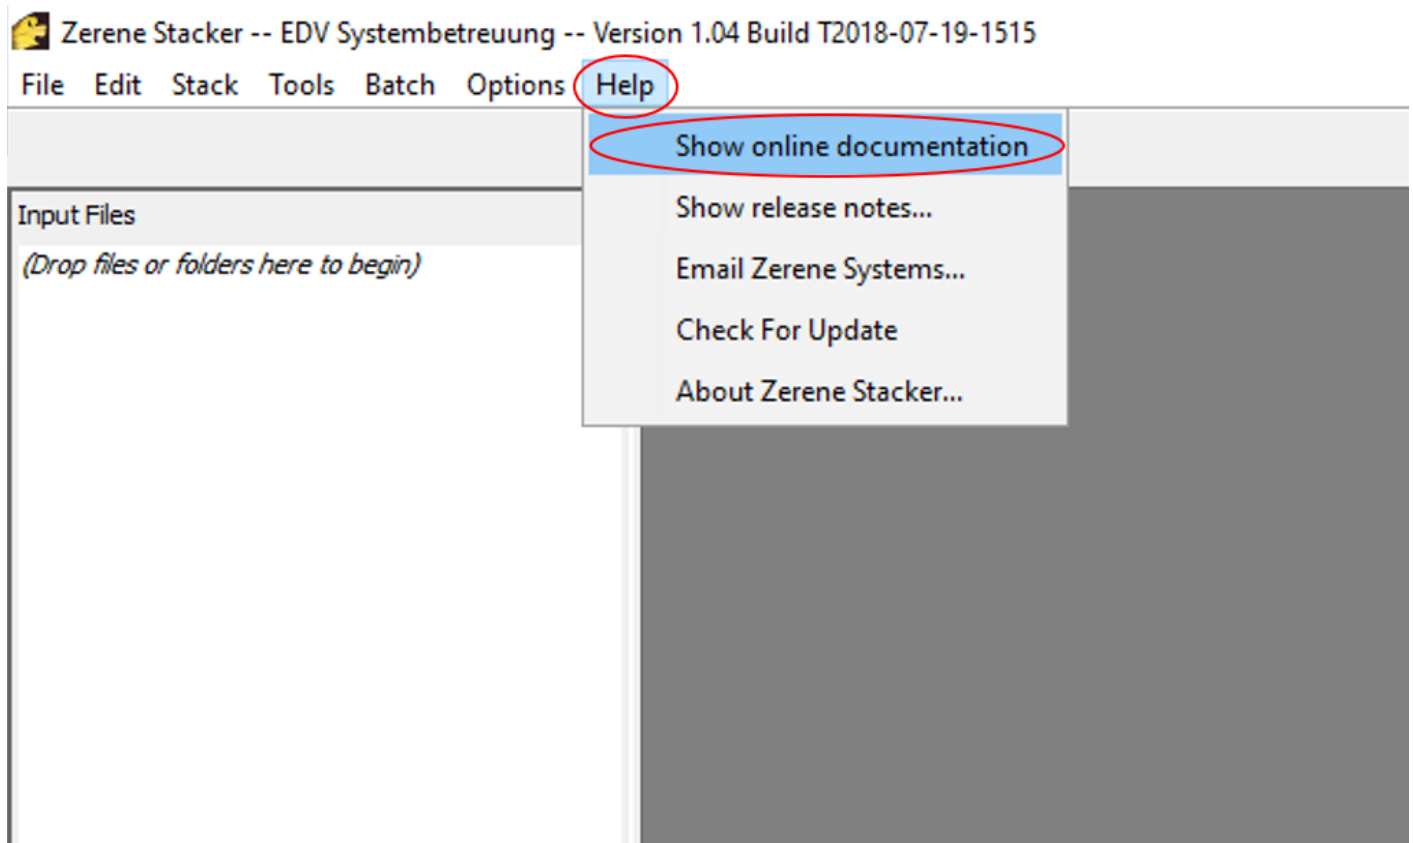 Zerene Stacker -- EDV Systembetreuung -- Version 1.04 Build T2018-07-19-1515
File Edit Stack Tools Batch Options Help
Show online documentation
Show release notes...
Email Zerene Systems...
Check For Update
About Zerene Stacker...
Input Files
(Drop files or folders here to begin)